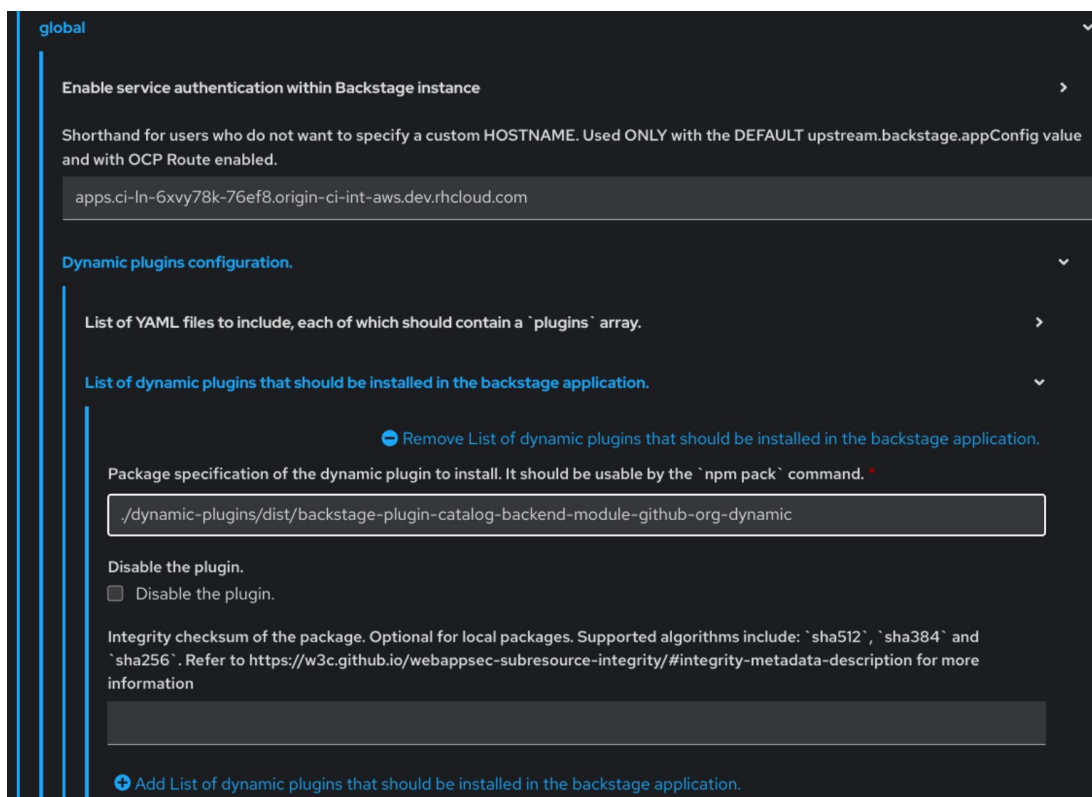 global
Enable service authentication within Backstage instance
Shorthand for users who do not want to specify a custom HOSTNAME. Used ONLY with the DEFAULT upstream.backstage.appConfig value
and with OCP Route enabled.
apps.ci-ln-6xvy78k-76ef8.origin-ci-int-aws.dev.rhcloud.com
Dynamic plugins configuration.
List of YAML files to include, each of which should contain a `plugins` array.
List of dynamic plugins that should be installed in the backstage application.
Remove List of dynamic plugins that should be installed in the backstage application.
Package specification of the dynamic plugin to install. It should be usable by the `npm pack` command. *
./dynamic-plugins/dist/backstage-plugin-catalog-backend-module-github-org-dynamic
Disable the plugin.
Disable the plugin.
Integrity checksum of the package. Optional for local packages. Supported algorithms include: `sha512`, `sha384` and
`sha256`. Refer to https://w3c.github.io/webappsec-subresource-integrity/#integrity-metadata-description for more
information
Add List of dynamic plugins that should be installed in the backstage application.